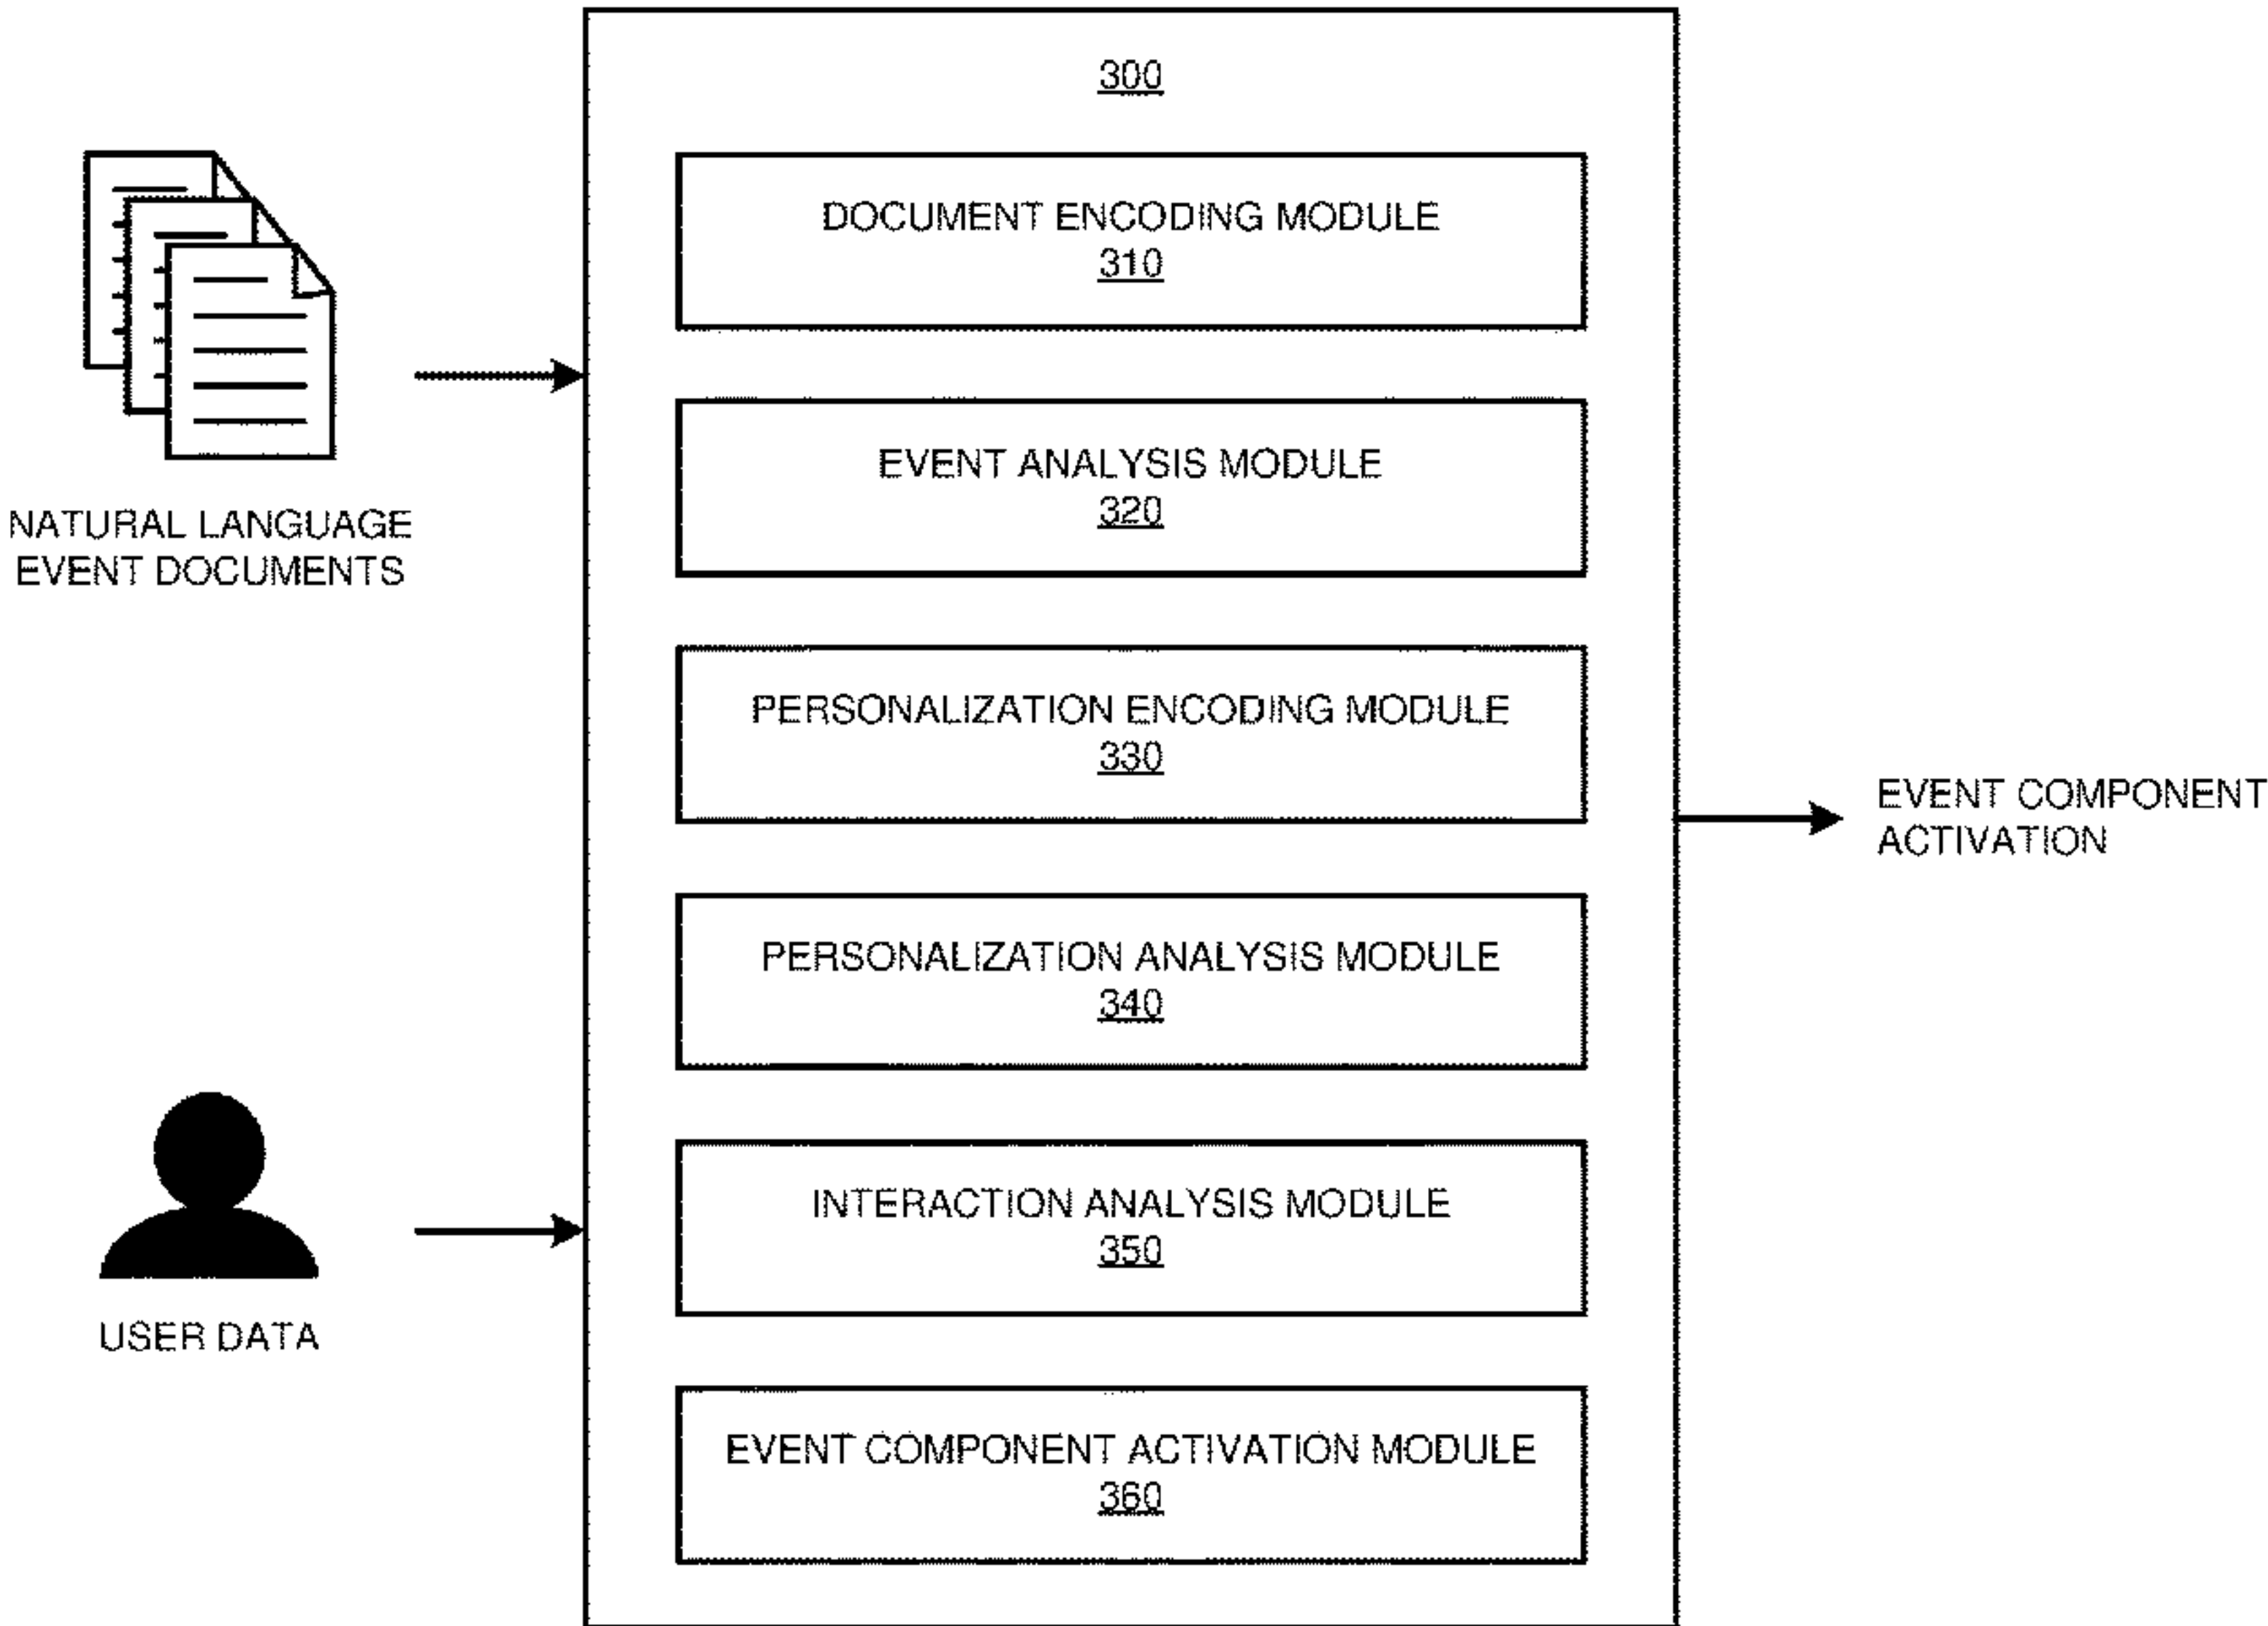 300
DOCUMENT ENCODING MODULE
310
EVENT ANALYSIS MODULE
320
NATURAL LANGUAGE
EVENT DOCUMENTS
PERSONALIZATION ENCODING MODULE
330
EVENT COMPONENT
ACTIVATION
PERSONALIZATION ANALYSIS MODULE
340
INTERACTION ANALYSIS MODULE
350
USER DATA
EVENT COMPONENT ACTIVATION MODULE
360